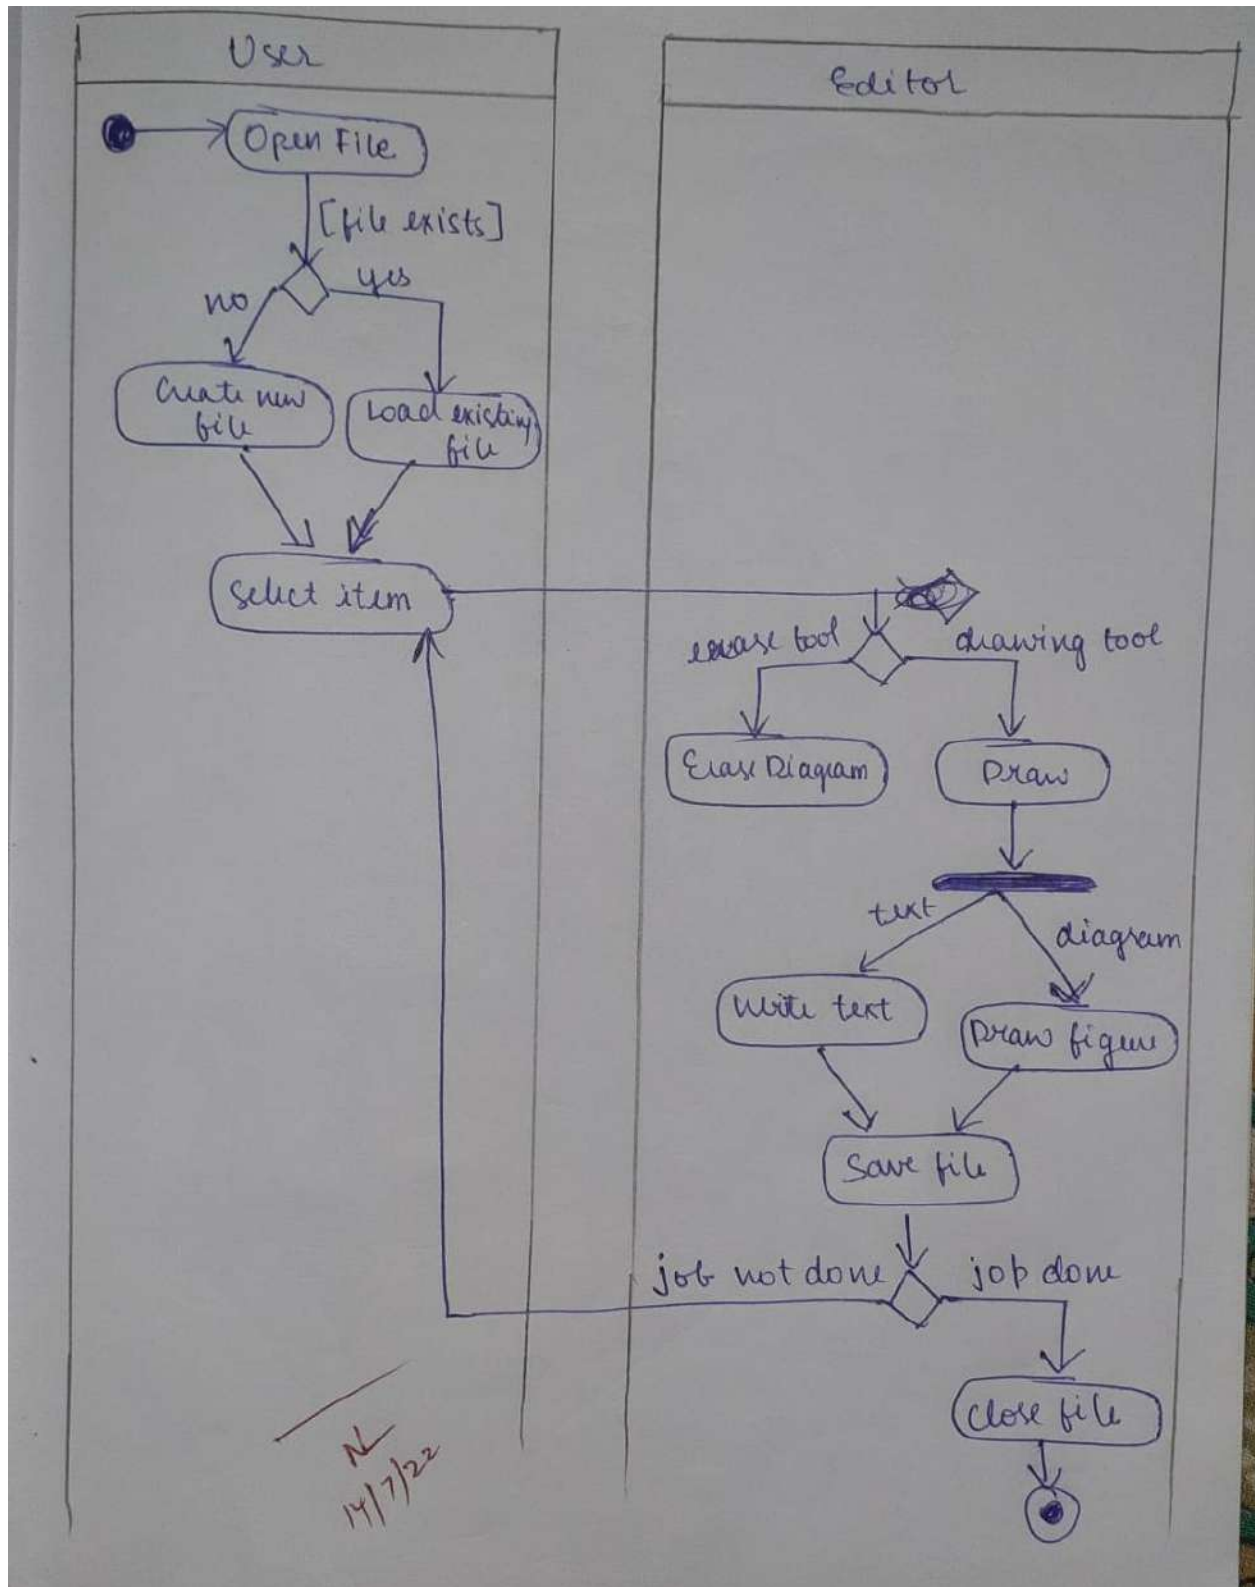 User
Editor
Open File
[file exists]
no
yes
Create new
file
Load existing
file
Select item
erase tool
drawing tool
Erase Diagram
Draw
text
diagram
Write text
Draw figure
Save file
job not done
job done
Close file
14/7/22